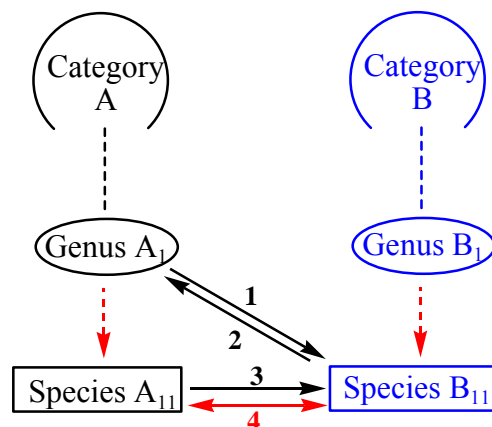 Category
A
Category
B
Genus A₁
Genus B₁
1
2
3
4
Species A₁₁
Species B₁₁